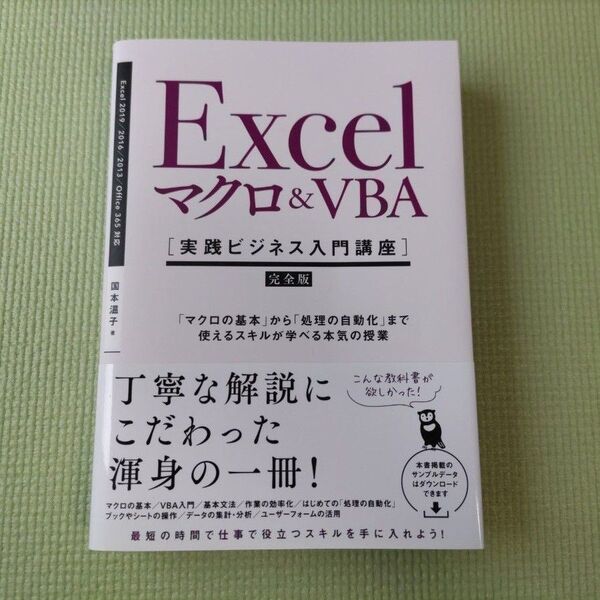 Excel
マクロ&VBA
[実践ビジネス入門講座]
完全版
「マクロの基本」から「処理の自動化」まで
使えるスキルが学べる本気の授業
Excel 2019/2016/2013/Office 365 対応
国本温子 著
丁寧な解説に
こだわった
渾身の一冊!
こんな教科書が
欲しかった!
本書掲載の
サンプルデータ
はダウンロード
できます
マクロの基本/VBA入門/基本文法/作業の効率化/はじめての「処理の自動化」
ブックやシートの操作/データの集計・分析/ユーザーフォームの活用
最短の時間で仕事で役立つスキルを手に入れよう!